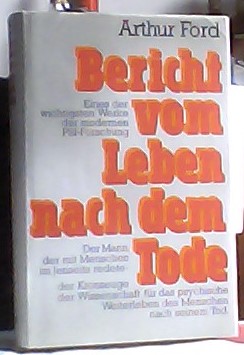 Arthur Ford
Bericht
Eines der
wichtigsten Werke
der modernen
Psi-Forschung
vom
Leben
nach dem
Tode
Der Mann
der mit Menschen
im Jenseits redete-
der Kronzeuge
der Wissenschaft für das psychische
Weiterleben des Menschen
nach seinem Tod.